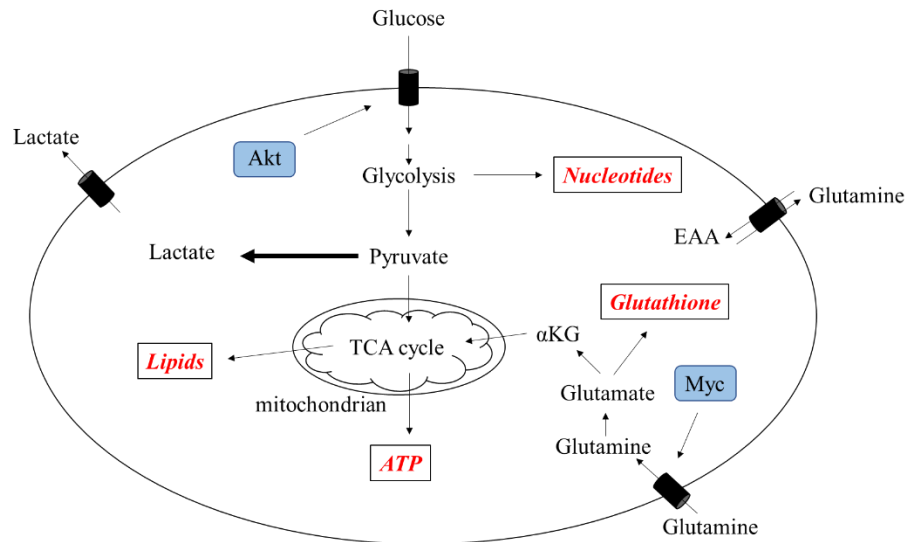 Glucose
Lactate
Akt
Glycolysis
Nucleotides
Glutamine
EAA
Lactate
Pyruvate
Glutathione
αKG
TCA cycle
Lipids
Glutamate
Myc
mitochondrian
Glutamine
ATP
Glutamine